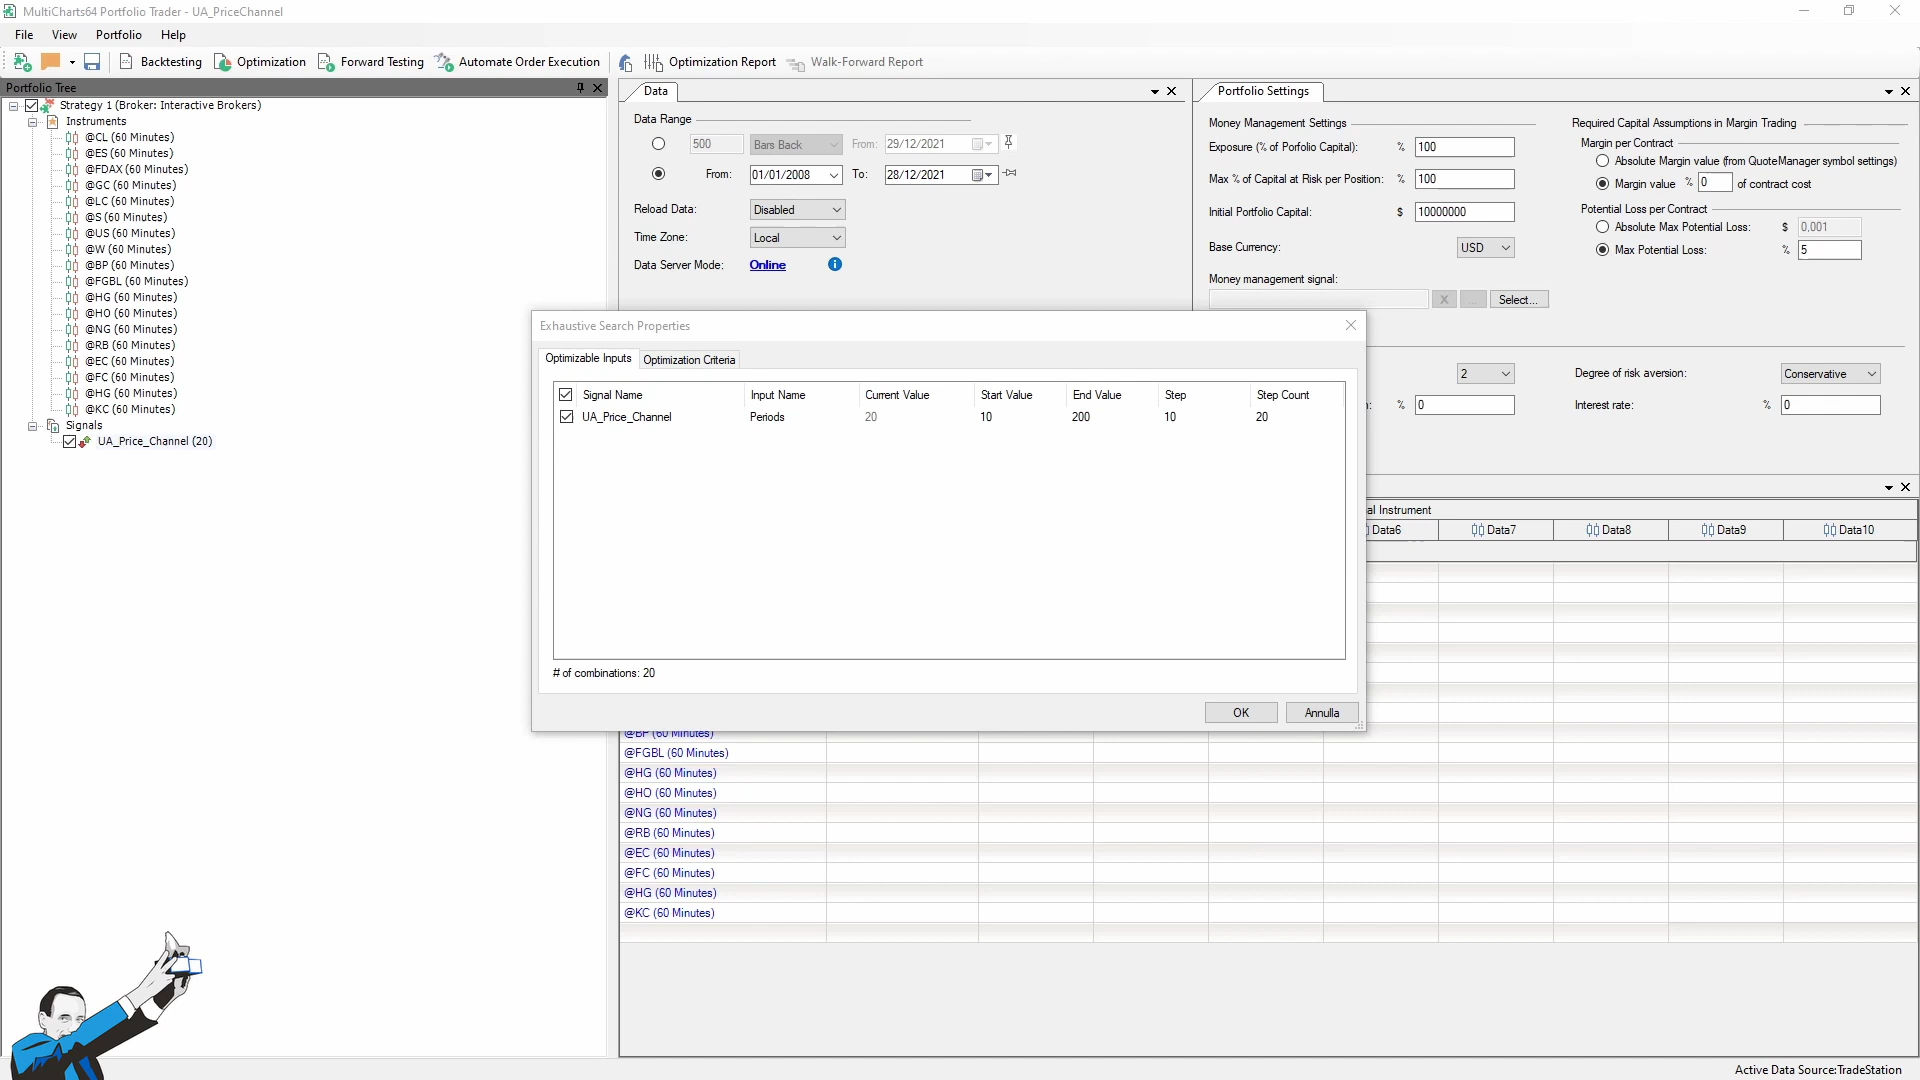 MultiCharts64 Portfolio Trader - UA_PriceChannel
File View Portfolio Help
Backtesting Optimization Forward Testing Automate Order Execution Optimization Report Walk-Forward Report
Portfolio Tree
Strategy 1 (Broker: Interactive Brokers)
Instruments
@CL (60 Minutes)
@ES (60 Minutes)
@FDAX (60 Minutes)
@GC (60 Minutes)
@LC (60 Minutes)
@S (60 Minutes)
@US (60 Minutes)
@W (60 Minutes)
@BP (60 Minutes)
@FGBL (60 Minutes)
@HG (60 Minutes)
@HO (60 Minutes)
@NG (60 Minutes)
@RB (60 Minutes)
@EC (60 Minutes)
@FC (60 Minutes)
@HG (60 Minutes)
@KC (60 Minutes)
Signals
UA_Price_Channel (20)
Data
Data Range
500 Bars Back From: 29/12/2021
From: 01/01/2008 To: 28/12/2021
Reload Data: Disabled
Time Zone: Local
Data Server Mode: Online
Portfolio Settings
Money Management Settings
Exposure (% of Porfolio Capital): % 100
Max % of Capital at Risk per Position: % 100
Initial Portfolio Capital: $ 10000000
Base Currency: USD
Money management signal:
X ... Select...
Required Capital Assumptions in Margin Trading
Margin per Contract
Absolute Margin value (from QuoteManager symbol settings)
Margin value % 0 of contract cost
Potential Loss per Contract
Absolute Max Potential Loss: $ 0,001
Max Potential Loss: % 5
2 Degree of risk aversion: Conservative
% 0 Interest rate: % 0
Exhaustive Search Properties
Optimizable Inputs Optimization Criteria
Signal Name Input Name Current Value Start Value End Value Step Step Count
UA_Price_Channel Periods 20 10 200 10 20
# of combinations: 20
OK Annulla
al Instrument
Data6 Data7 Data8 Data9 Data10
@BP (60 Minutes)
@FGBL (60 Minutes)
@HG (60 Minutes)
@HO (60 Minutes)
@NG (60 Minutes)
@RB (60 Minutes)
@EC (60 Minutes)
@FC (60 Minutes)
@HG (60 Minutes)
@KC (60 Minutes)
Active Data Source:TradeStation